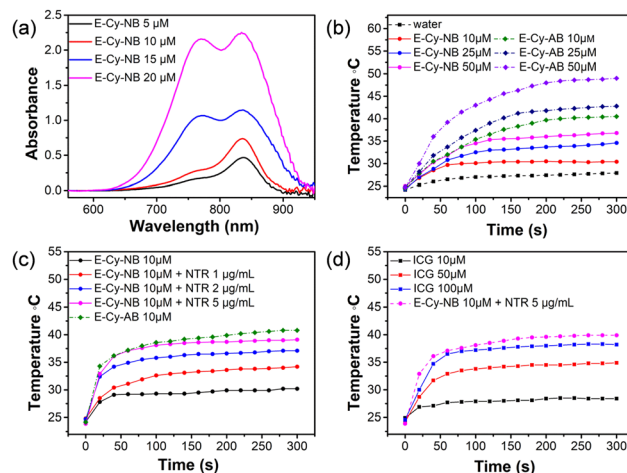 (a)
E-Cy-NB 5 μM
E-Cy-NB 10 μM
E-Cy-NB 15 μM
E-Cy-NB 20 μM
2.5
2.0
1.5
1.0
0.5
0.0
Absorbance
600 700 800 900
Wavelength (nm)
(b)
water
E-Cy-NB 10μM E-Cy-AB 10μM
E-Cy-NB 25μM E-Cy-AB 25μM
E-Cy-NB 50μM E-Cy-AB 50μM
60
55
50
45
40
35
30
25
Temperature °C
0 50 100 150 200 250 300
Time (s)
(c)
E-Cy-NB 10μM
E-Cy-NB 10μM + NTR 1 μg/mL
E-Cy-NB 10μM + NTR 2 μg/mL
E-Cy-NB 10μM + NTR 5 μg/mL
E-Cy-AB 10μM
55
50
45
40
35
30
25
Temperature °C
0 50 100 150 200 250 300
Time (s)
(d)
ICG 10μM
ICG 50μM
ICG 100μM
E-Cy-NB 10μM + NTR 5 μg/mL
55
50
45
40
35
30
25
Temperature °C
0 50 100 150 200 250 300
Time (s)